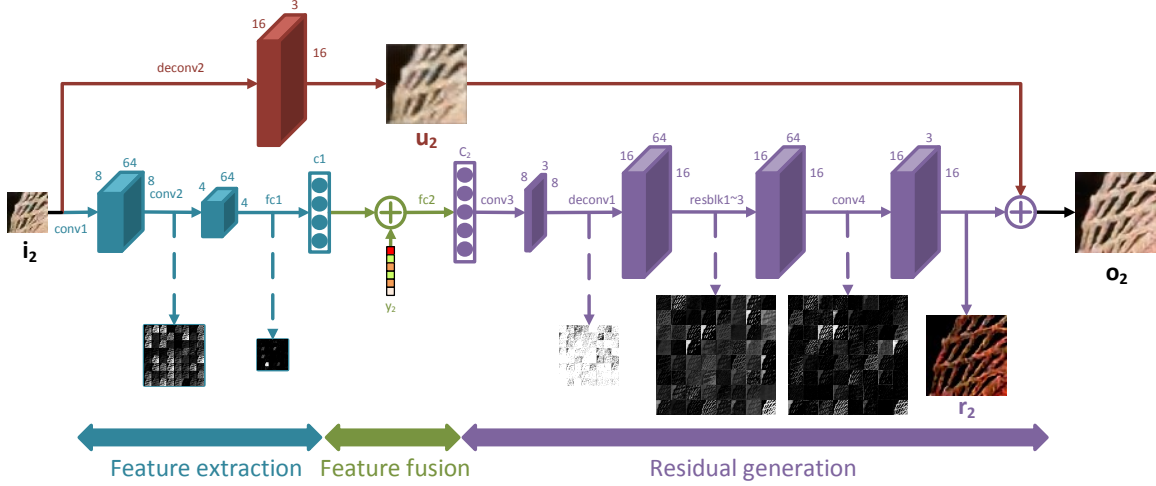 3
16
16
deconv2
u₂
i₂
conv1
8
64
8
conv2
4
64
4
fc1
c1
y₂
fc2
C₂
conv3
8
3
8
deconv1
16
64
16
resblk1~3
16
64
16
conv4
16
3
16
o₂
r₂
Feature extraction
Feature fusion
Residual generation